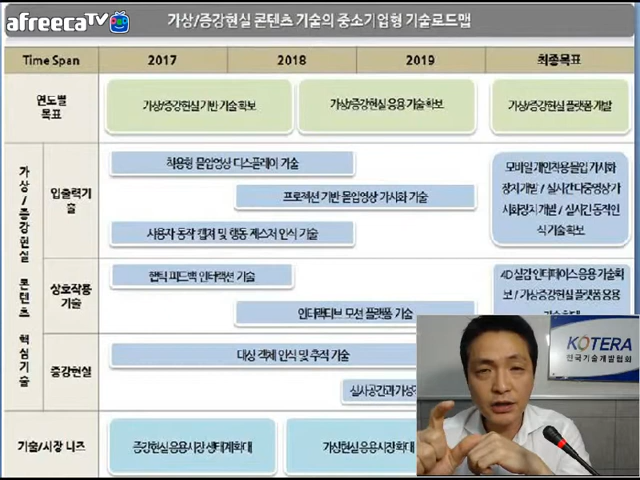 afreecaTV
가상/증강현실 콘텐츠 기술의 중소기업형 기술로드맵
Time Span 2017 2018 2019 최종목표
연도별
목표
가상/증강현실 기반 기술 확보
가상/증강현실 응용 기술 확보
가상/증강현실 플랫폼 개발
가상/증강현실 콘텐츠 핵심기술
입출력기
술
착용형 몰입영상 디스플레이 기술
프로젝션 기반 몰입영상 가시화 기술
사용자 동작 캡처 및 행동 제스처 인식 기술
모바일 개인착용몰입 가시화
장치개발 / 실시간다중영상가
시화장치 개발 / 실시간 동적인
식 기술 확보
상호작용
기술
햅틱 피드백 인터랙션 기술
인터랙티브 모션 플랫폼 기술
4D 실감 인터페이스 응용 기술확
보 / 가상증강현실 플랫폼 응용
증강현실
대상 객체 인식 및 추적 기술
실사공간과 가상
기술/시장 니즈
증강현실 응용시장 생태계확대
가상현실 응용시장 확대
KOTERA
한국기술개발협회